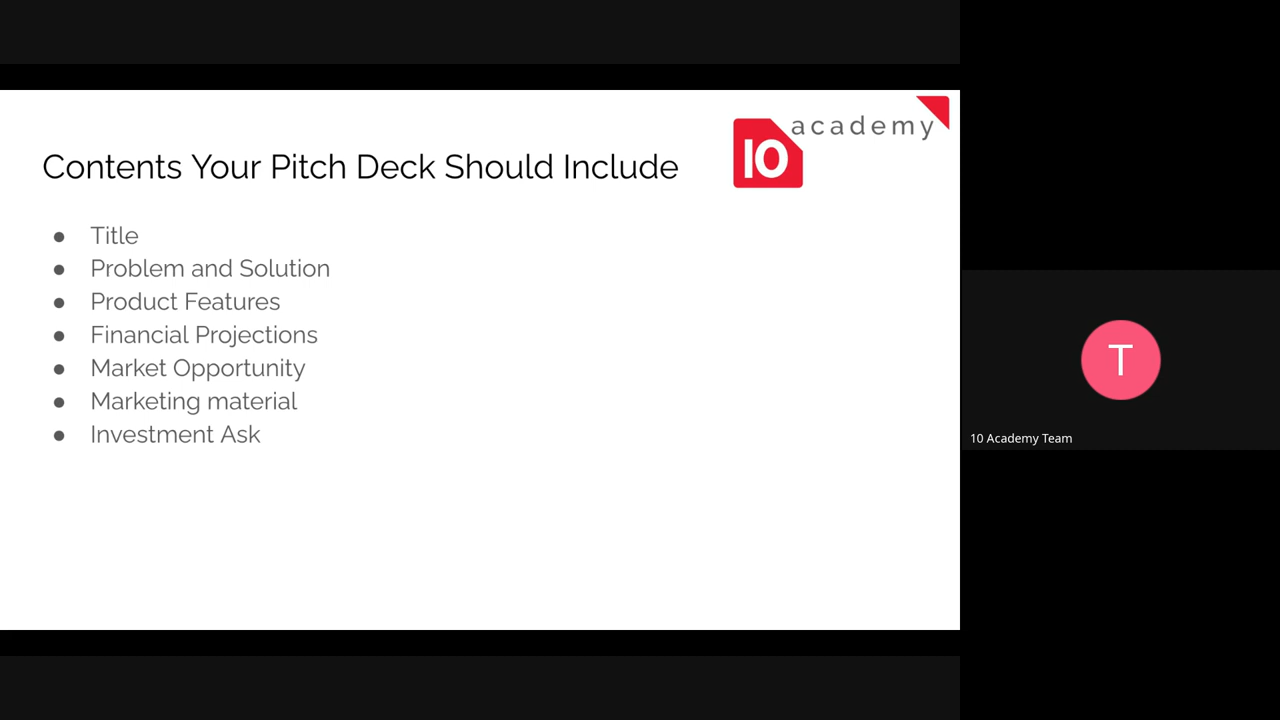 academy
10
Contents Your Pitch Deck Should Include
● Title
● Problem and Solution
● Product Features
● Financial Projections
● Market Opportunity
● Marketing material
● Investment Ask
T
10 Academy Team